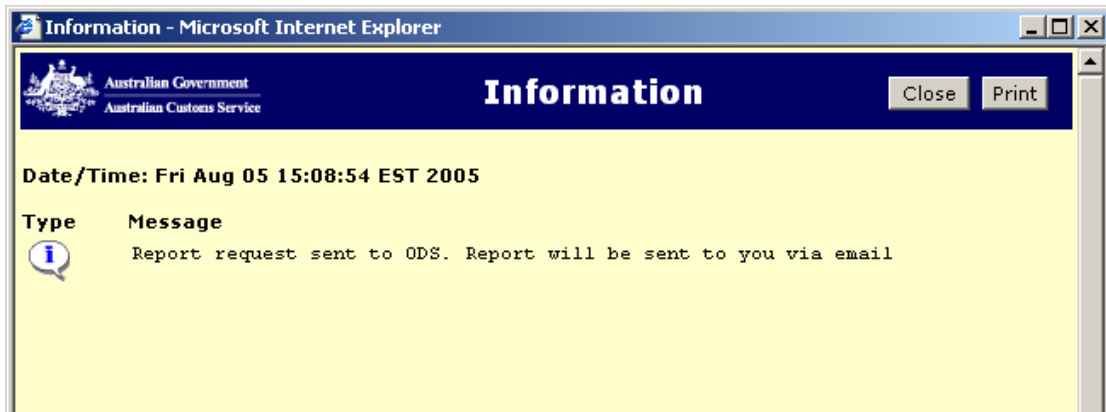 Information - Microsoft Internet Explorer
Australian Government
Australian Customs Service
Information
Close Print
Date/Time: Fri Aug 05 15:08:54 EST 2005
Type Message
i Report request sent to ODS. Report will be sent to you via email